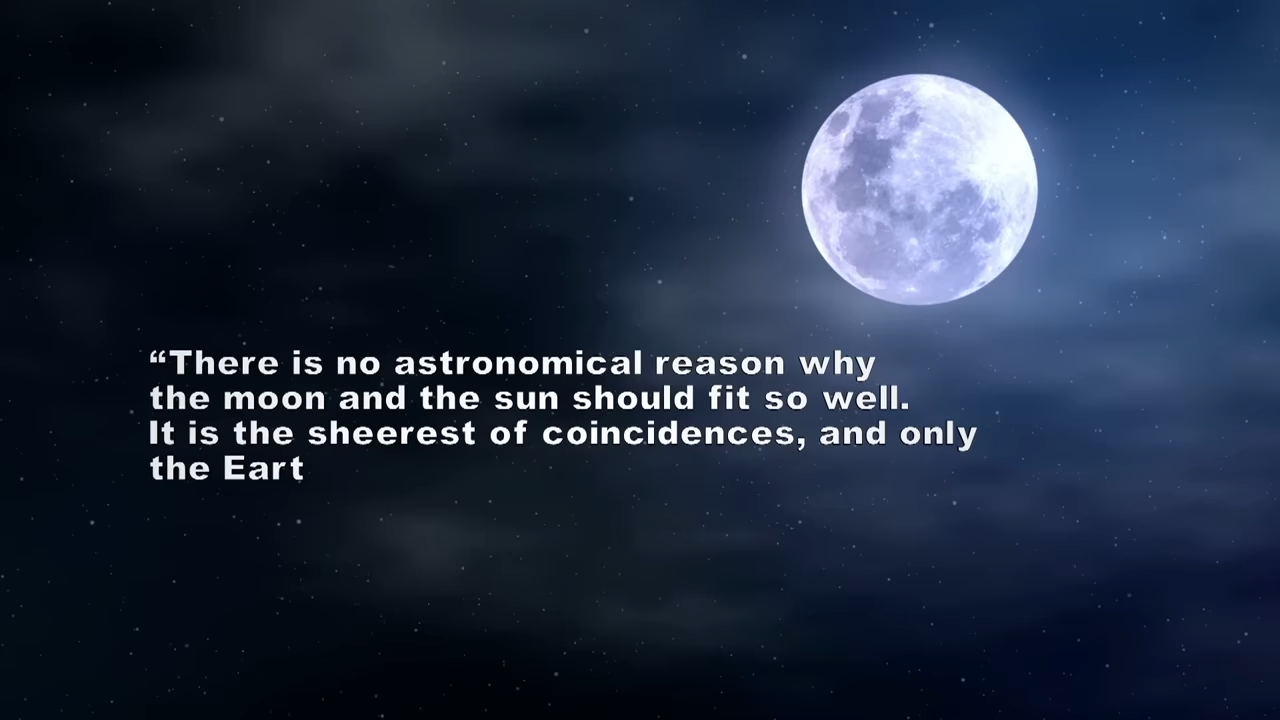 “There is no astronomical reason why
the moon and the sun should fit so well.
It is the sheerest of coincidences, and only
the Eart